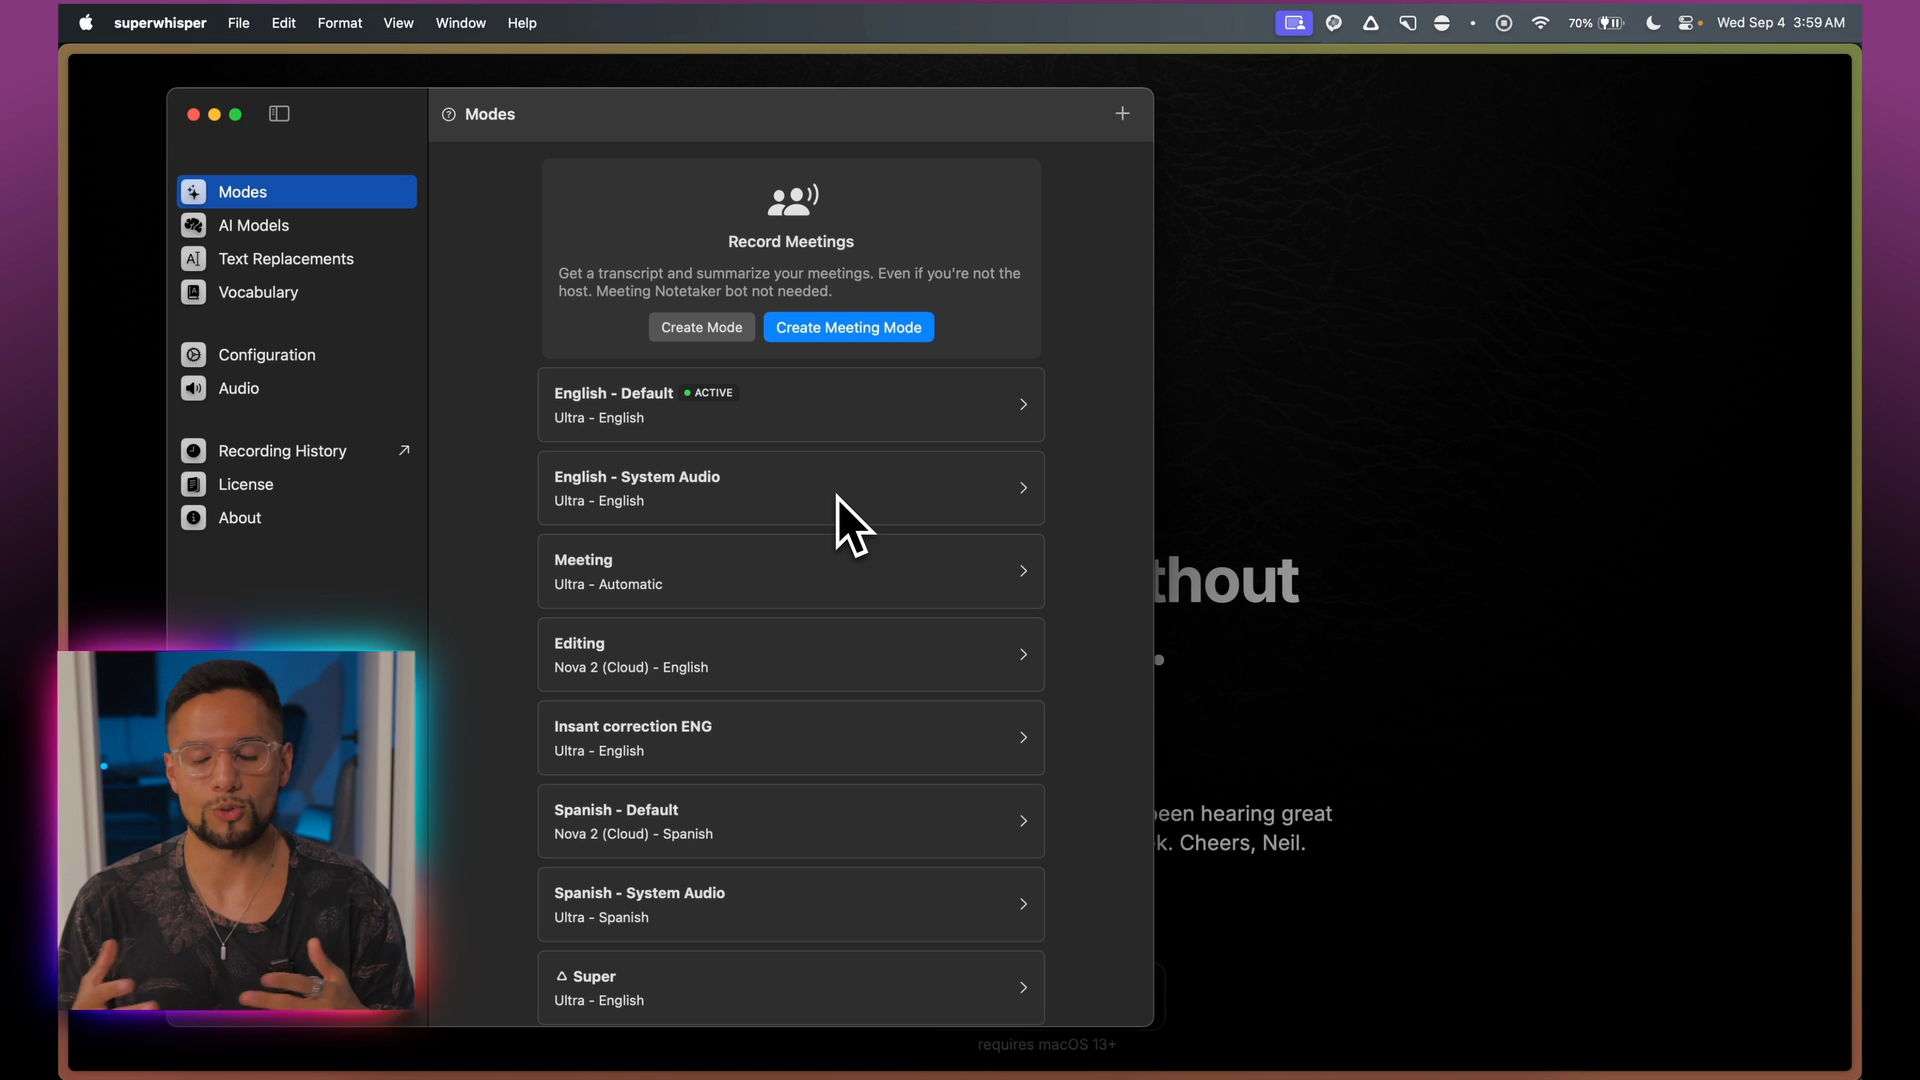 superwhisper File Edit Format View Window Help 70% Wed Sep 4 3:59 AM
Modes
Modes
AI Models
Text Replacements
Vocabulary
Configuration
Audio
Recording History
License
About
Record Meetings
Get a transcript and summarize your meetings. Even if you're not the
host. Meeting Notetaker bot not needed.
Create Mode Create Meeting Mode
English - Default ACTIVE
Ultra - English
English - System Audio
Ultra - English
Meeting
Ultra - Automatic
Editing
Nova 2 (Cloud) - English
Insant correction ENG
Ultra - English
Spanish - Default
Nova 2 (Cloud) - Spanish
Spanish - System Audio
Ultra - Spanish
Super
Ultra - English
thout
.
been hearing great
k. Cheers, Neil.
requires macOS 13+